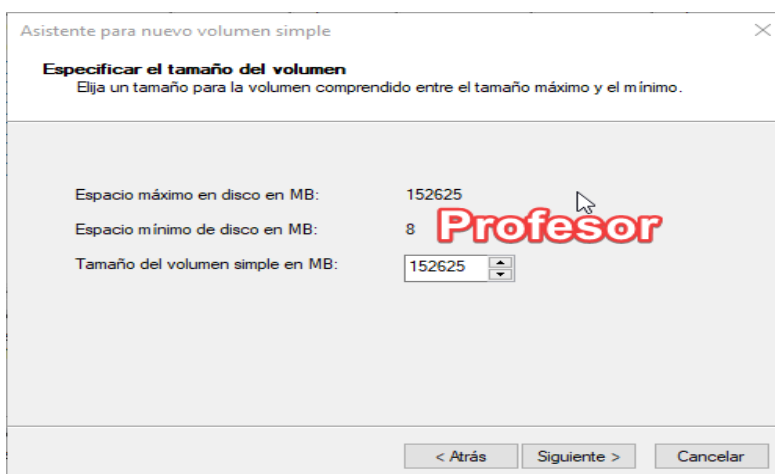 Asistente para nuevo volumen simple
Especificar el tamaño del volumen
Elija un tamaño para la volumen comprendido entre el tamaño máximo y el mínimo.
Espacio máximo en disco en MB: 152625
Espacio mínimo de disco en MB: 8
Profesor
Tamaño del volumen simple en MB: 152625
< Atrás Siguiente > Cancelar